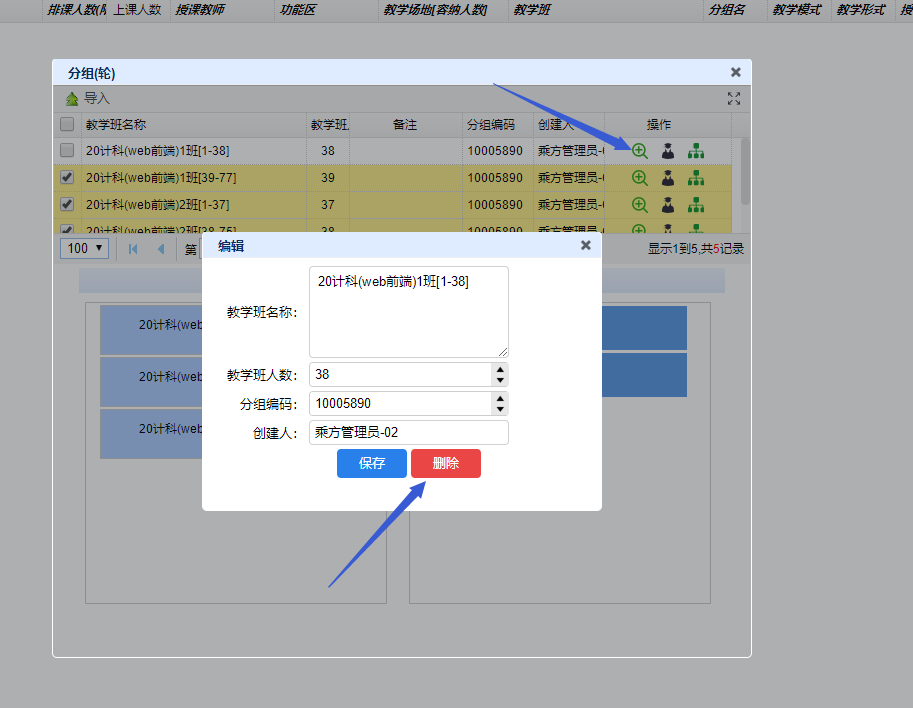 排课人数(陈 上课人数 授课教师 功能区 教学场地[容纳人数] 教学班 分组名 教学模式 教学形式 授
分组(轮)
导入
教学班名称 教学班 备注 分组编码 创建人 操作
20计科(web前端)1班[1-38] 38 10005890 乘方管理员-
20计科(web前端)1班[39-77] 39 10005890 乘方管理员-
20计科(web前端)2班[1-37] 37 10005890 乘方管理员-
20计科(web前端)2班[38-75] 38 10005890 乘方管理员-
100 第 显示1到5,共5记录
编辑
教学班名称: 20计科(web前端)1班[1-38]
教学班人数: 38
分组编码: 10005890
创建人: 乘方管理员-02
保存 删除
20计科(web
20计科(web
20计科(web